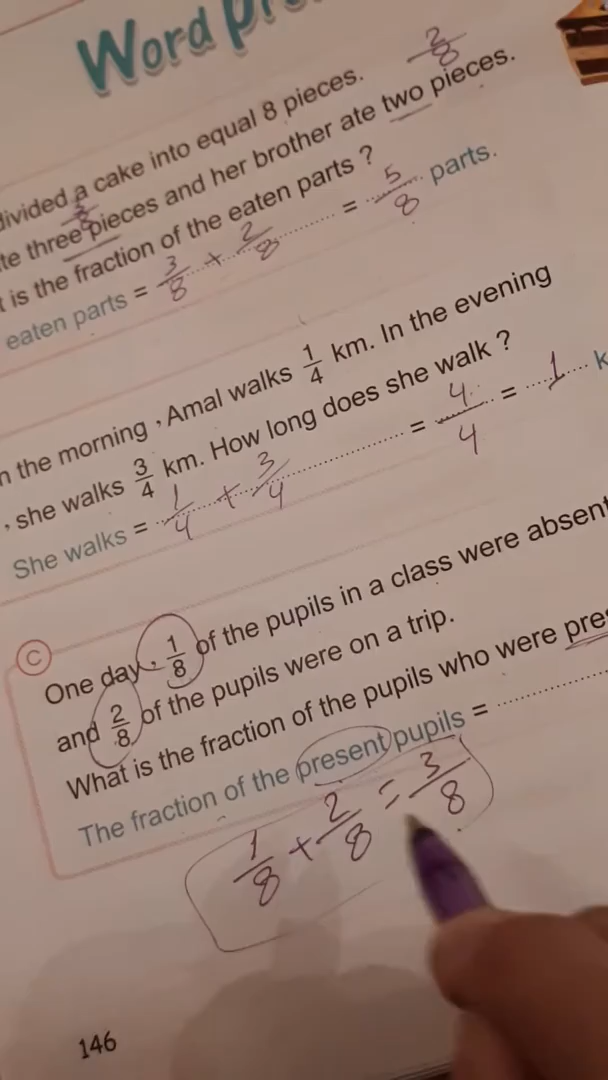 Word
2/8
divided a cake into equal 8 pieces.
3/8
three pieces and her brother ate two pieces.
is the fraction of the eaten parts ?
eaten parts = 3/8 + 2/8 = 5/8 parts.
the morning , Amal walks 1/4 km. In the evening
, she walks 3/4 km. How long does she walk ?
She walks = 1/4 + 3/4 = 4/4 = 1
C
One day , 1/8 of the pupils in a class were absent
and 2/8 of the pupils were on a trip.
What is the fraction of the pupils who were
The fraction of the present pupils =
1/8 + 2/8 = 3/8
146